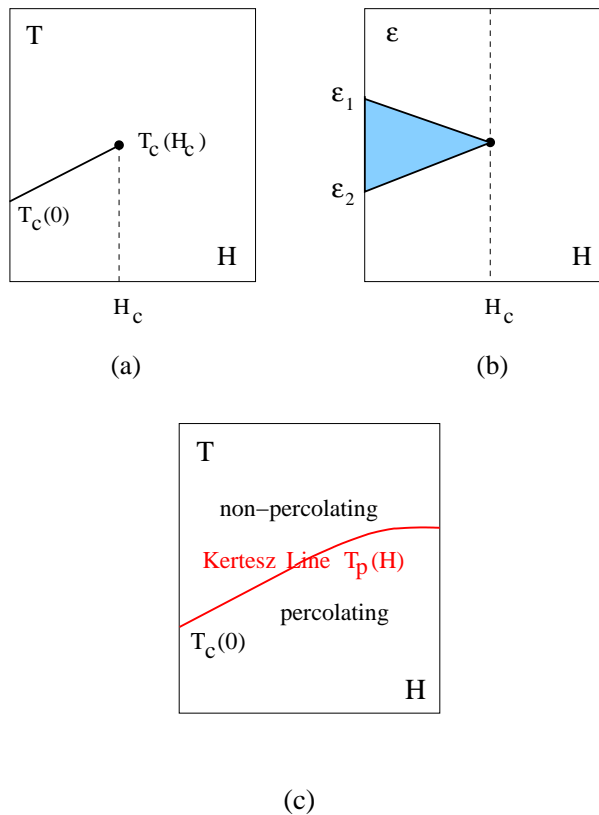 T
T_c(H_c)
T_c(0)
H
H_c
(a)
ε
ε_1
ε_2
H
H_c
(b)
T
non−percolating
Kertesz Line T_p(H)
percolating
T_c(0)
H
(c)